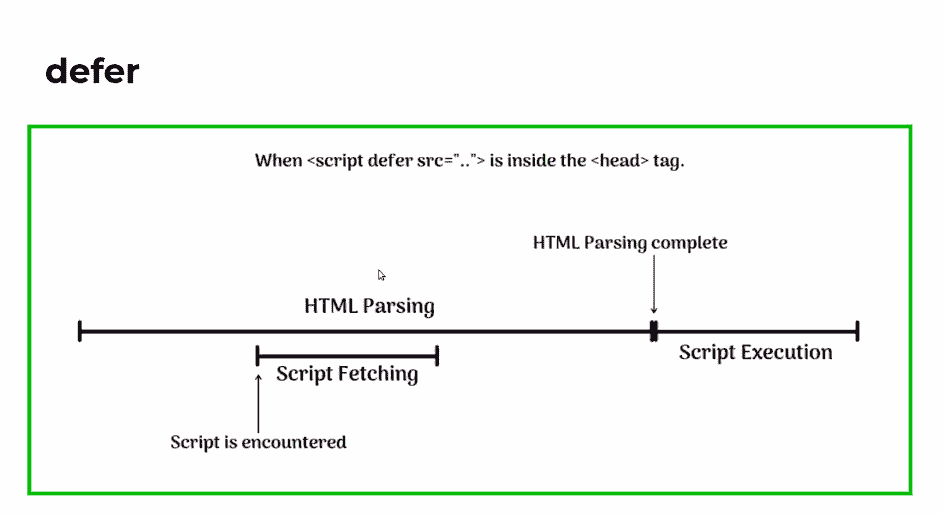 defer
When <script defer src=".."> is inside the <head> tag.
HTML Parsing complete
HTML Parsing
Script Execution
Script Fetching
Script is encountered